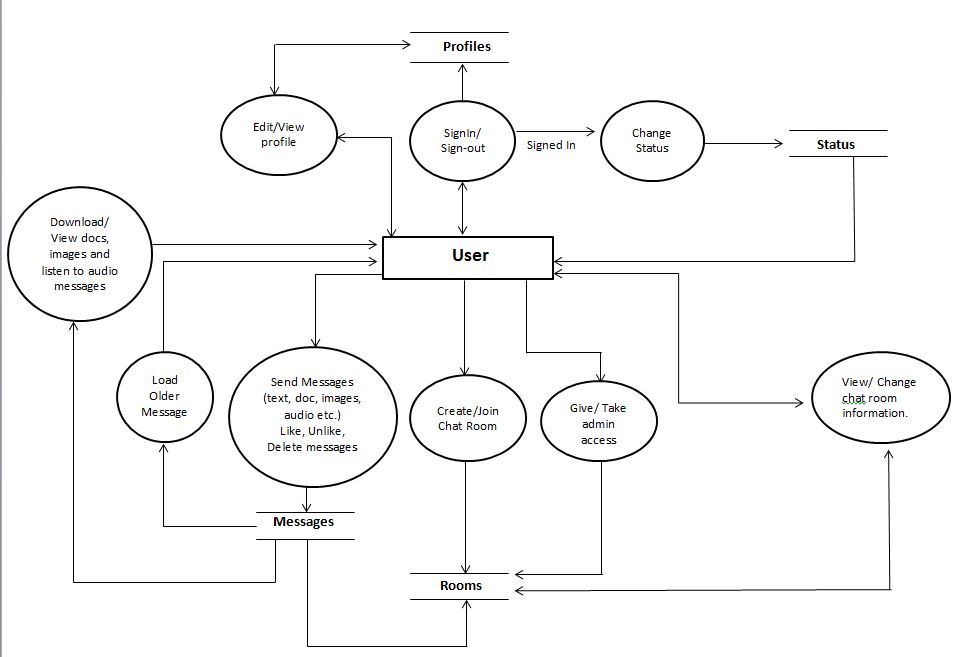 Profiles
Edit/View
profile
SignIn/
Sign-out
Signed In
Change
Status
Status
Download/
View docs,
images and
listen to audio
messages
User
Load
Older
Message
Send Messages
(text, doc, images,
audio etc.)
Like, Unlike,
Delete messages
Create/Join
Chat Room
Give/ Take
admin
access
View/ Change
chat room
information.
Messages
Rooms